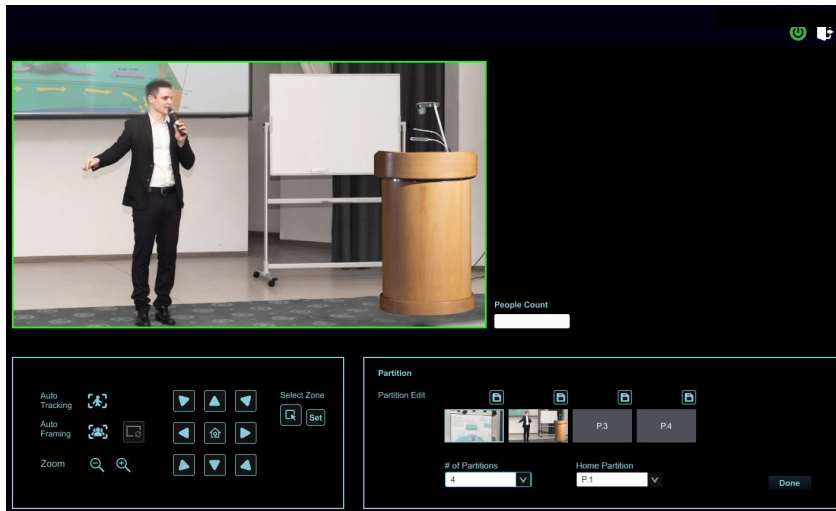 People Count
Partition
Auto
Tracking
Select Zone
Partition Edit
Set
Auto
Framing
P.3
P.4
Zoom
# of Partitions
Home Partition
4
P.1
Done